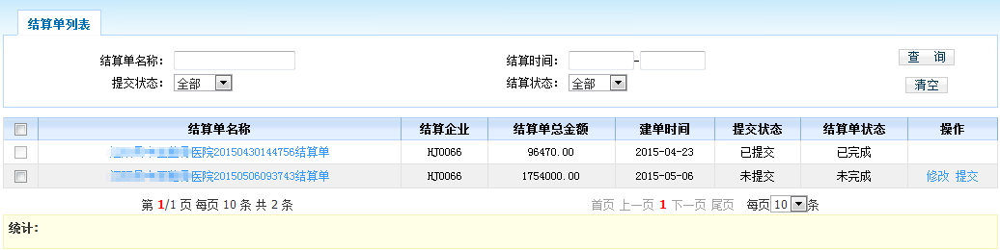 结算单列表
结算单名称： 结算时间： - 查 询
提交状态： 全部 结算状态： 全部 清空
结算单名称 结算企业 结算单总金额 建单时间 提交状态 结算单状态 操作
医院20150430144756结算单 HJ0066 96470.00 2015-04-23 已提交 已完成
医院20150506093743结算单 HJ0066 1754000.00 2015-05-06 未提交 未完成 修改 提交
第 1/1 页 每页 10 条 共 2 条 首页 上一页 1 下一页 尾页 每页 10 条
统计：